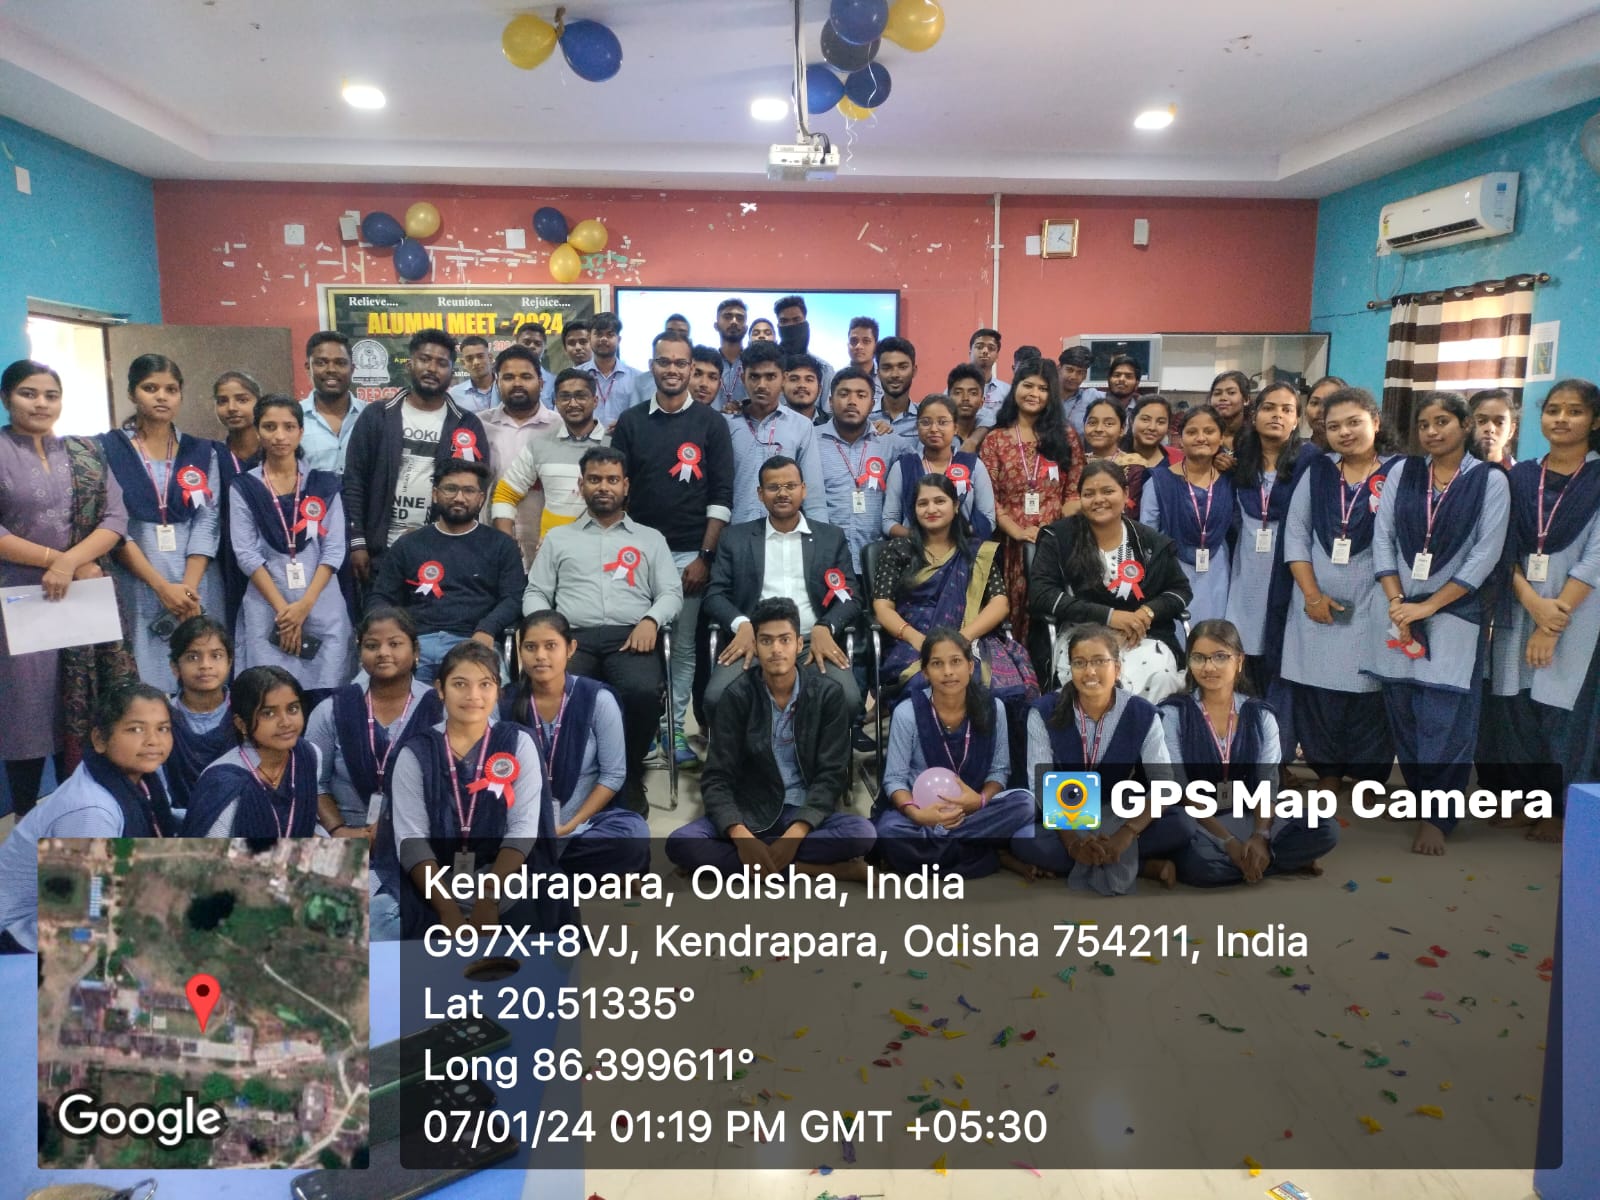 Relieve.... Reunion.... Rejoice....
ALUMNI MEET - 2024
GPS Map Camera
Kendrapara, Odisha, India
G97X+8VJ, Kendrapara, Odisha 754211, India
Lat 20.51335°
Long 86.399611°
07/01/24 01:19 PM GMT +05:30
Google